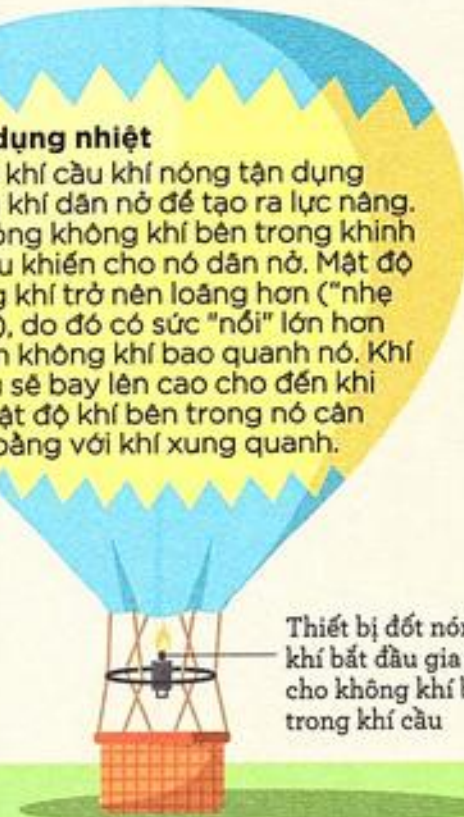 dụng nhiệt
khí cầu khí nóng tận dụng
khí dãn nở để tạo ra lực nâng.
óng không khí bên trong khinh
u khiến cho nó dãn nở. Mật độ
g khí trở nên loãng hơn ("nhẹ
), do đó có sức "nổi" lớn hơn
n không khí bao quanh nó. Khí
sẽ bay lên cao cho đến khi
ật độ khí bên trong nó cân
bằng với khí xung quanh.
Thiết bị đốt nón
khí bắt đầu gia
cho không khí b
trong khí cầu